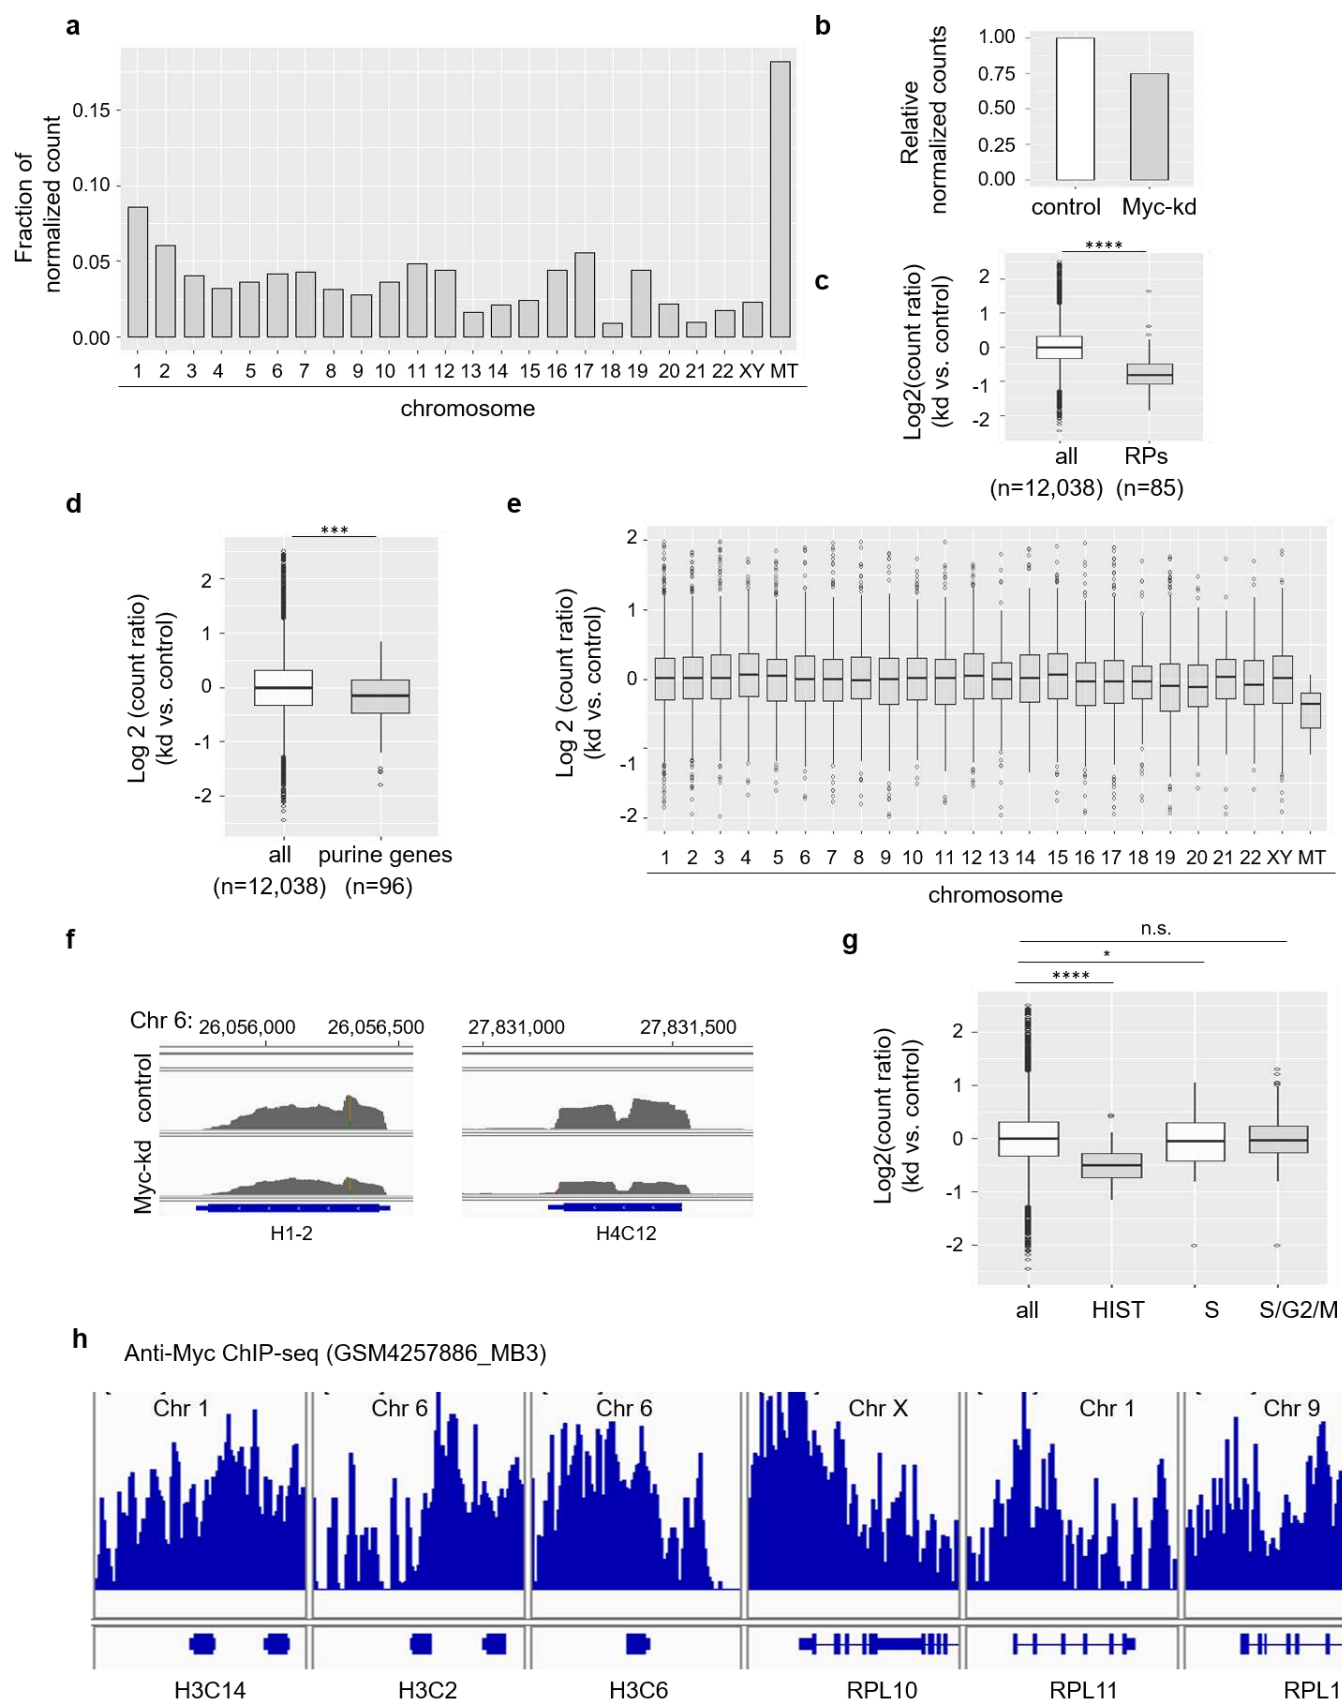 a
Fraction of
normalized count
0.15
0.10
0.05
0.00
1 2 3 4 5 6 7 8 9 10 11 12 13 14 15 16 17 18 19 20 21 22 XY MT
chromosome
b
Relative
normalized counts
1.00
0.75
0.50
0.25
0.00
control Myc-kd
c
Log2(count ratio)
(kd vs. control)
****
2
1
0
-1
-2
all RPs
(n=12,038) (n=85)
d
Log 2 (count ratio)
(kd vs. control)
***
2
1
0
-1
-2
all purine genes
(n=12,038) (n=96)
e
Log 2 (count ratio)
(kd vs. control)
2
1
0
-1
-2
1 2 3 4 5 6 7 8 9 10 11 12 13 14 15 16 17 18 19 20 21 22 XY MT
chromosome
f
Chr 6: 26,056,000 26,056,500 27,831,000 27,831,500
control
Myc-kd
H1-2 H4C12
g
n.s.
*
****
Log2(count ratio)
(kd vs. control)
2
1
0
-1
-2
all HIST S S/G2/M
h
Anti-Myc ChIP-seq (GSM4257886_MB3)
Chr 1 Chr 6 Chr 6 Chr X Chr 1 Chr 9
H3C14 H3C2 H3C6 RPL10 RPL11 RPL1